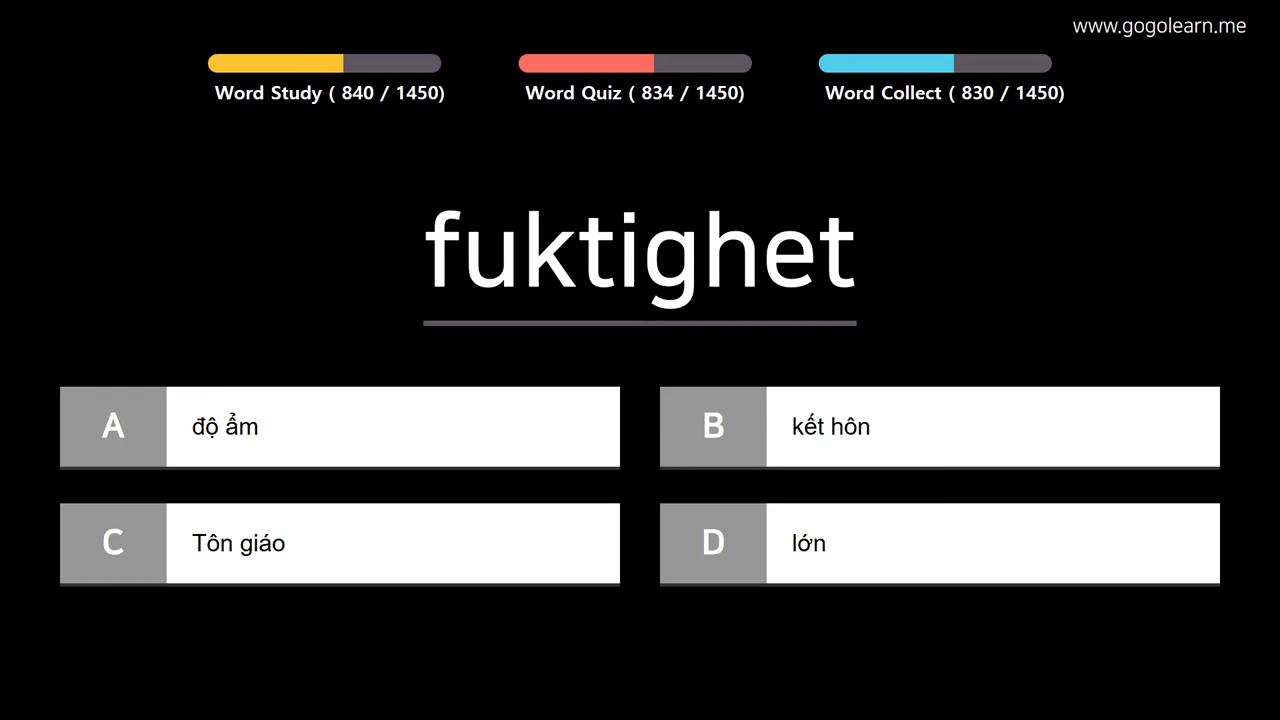 www.gogolearn.me
Word Study ( 840 / 1450)
Word Quiz ( 834 / 1450)
Word Collect ( 830 / 1450)
fuktighet
A
độ ẩm
B
kết hôn
C
Tôn giáo
D
lớn